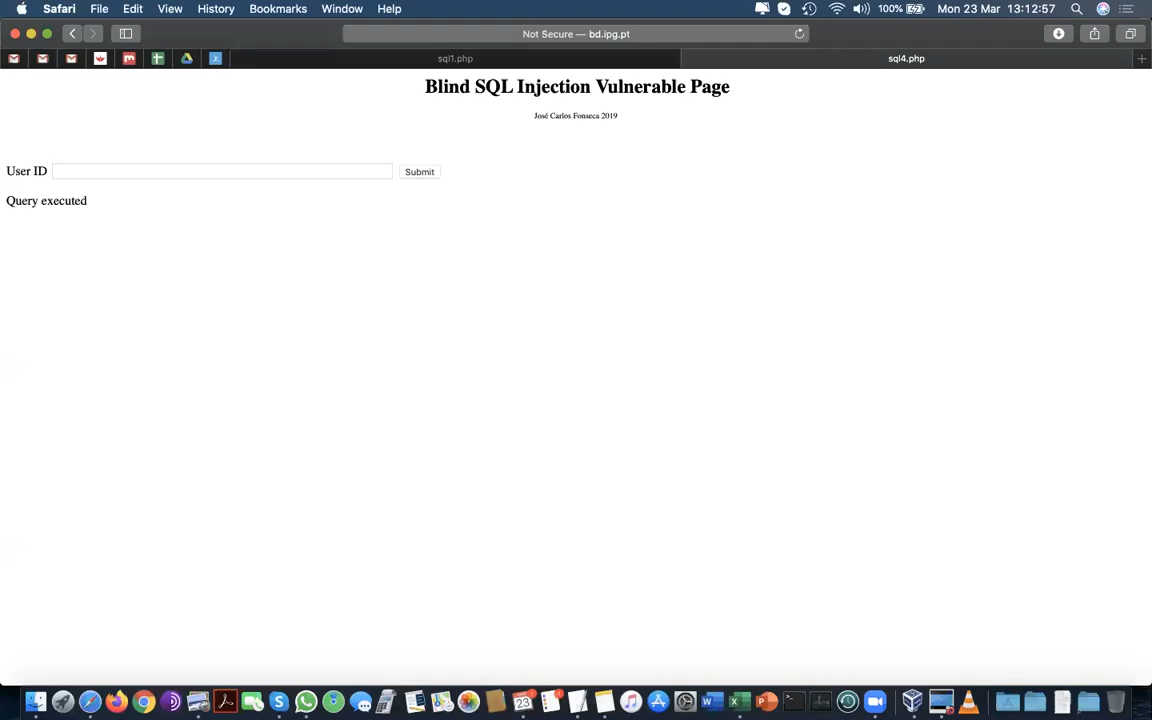 Safari File Edit View History Bookmarks Window Help 100% Mon 23 Mar 13:12:57
Not Secure — bd.ipg.pt
sql1.php sql4.php
Blind SQL Injection Vulnerable Page
José Carlos Fonseca 2019
User ID Submit
Query executed
23